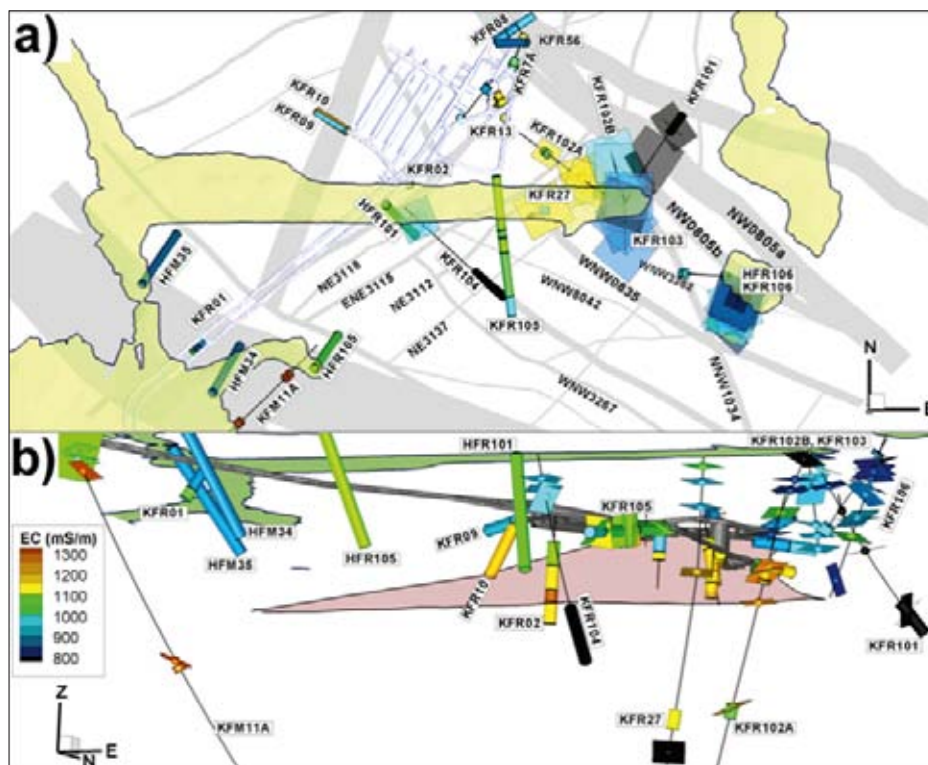 a)
KFR08
KFR56
KFR7A
KFR101
KFR102B
KFR10
KFR09
KFR13
KFR102A
KFR02
KFR27
HFR101
NW0805a
NW0805b
KFR103
HFM35
KFR104
WNW0835
WNW3262
HFR106
KFR106
NE3118
ENE3115
NE3112
WNW8042
KFR01
KFR105
NE3137
HFM34
HFR105
KFM11A
WNW3267
NNW1034
N
E
b)
HFR101
KFR102B, KFR103
KFR106
KFR01
KFR105
EC (mS/m)
1300
1200
1100
1000
900
800
HFM34
KFR09
HFM35
HFR105
KFR10
KFR02
KFR104
KFR101
Z
E
N
KFM11A
KFR27
KFR102A